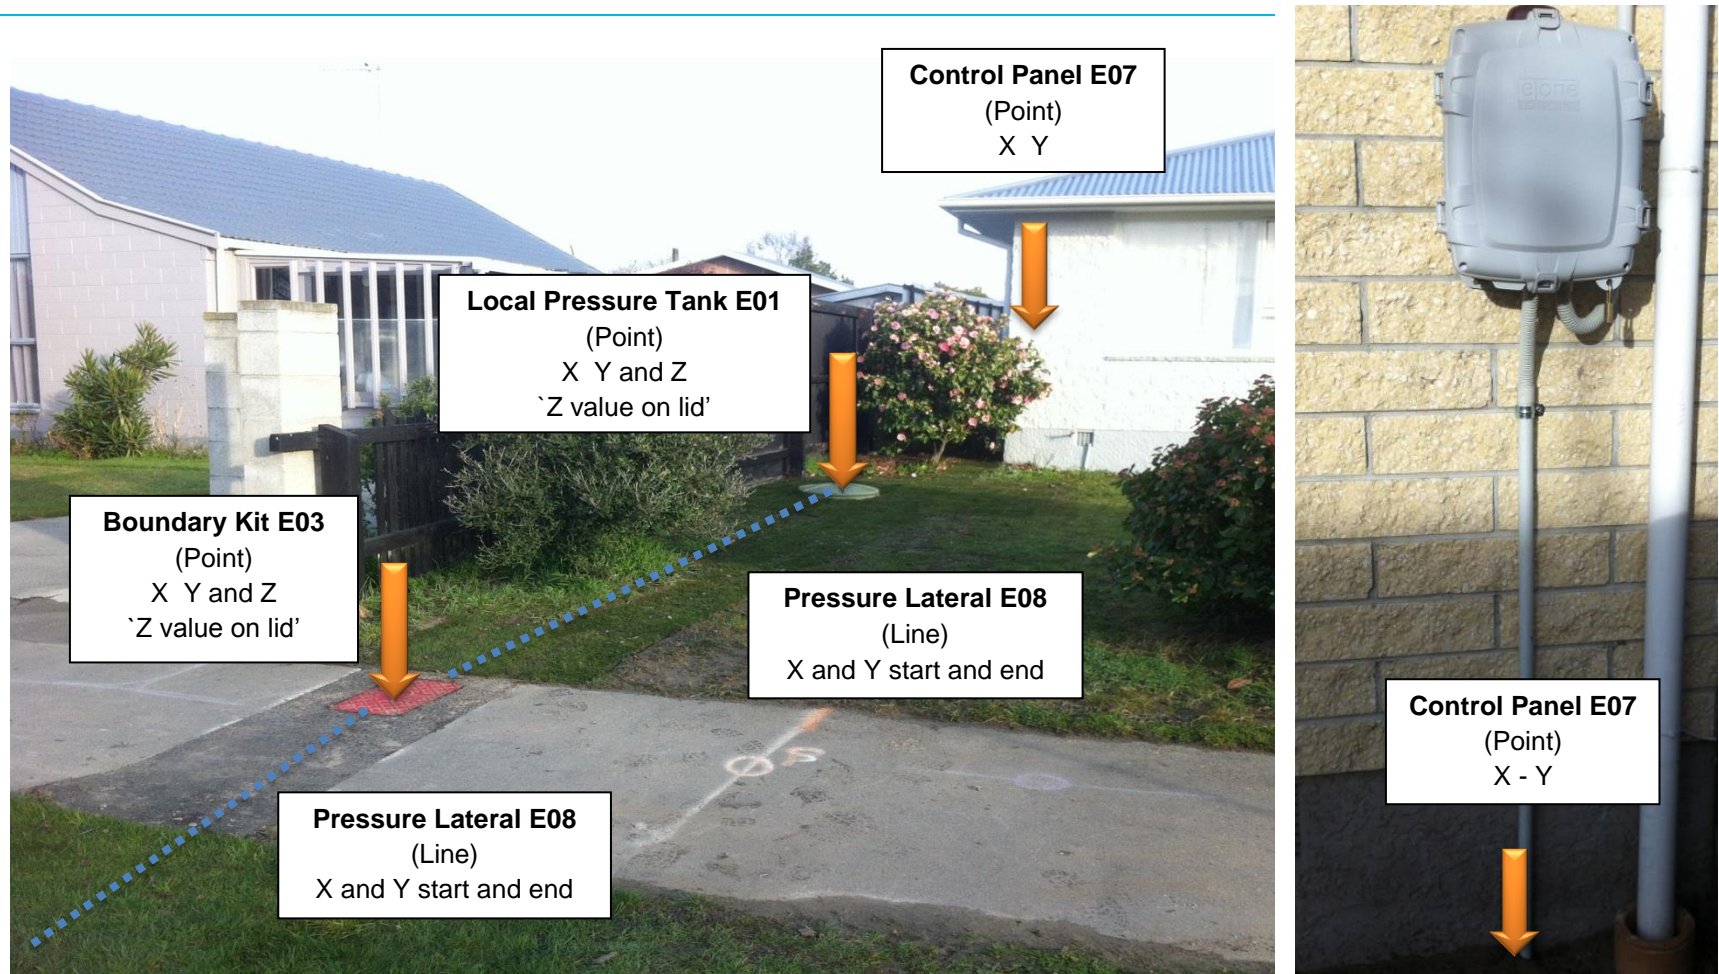 Control Panel E07
(Point)
X Y
Local Pressure Tank E01
(Point)
X Y and Z
`Z value on lid’
Boundary Kit E03
(Point)
X Y and Z
`Z value on lid’
Pressure Lateral E08
(Line)
X and Y start and end
Pressure Lateral E08
(Line)
X and Y start and end
eone
Control Panel E07
(Point)
X - Y